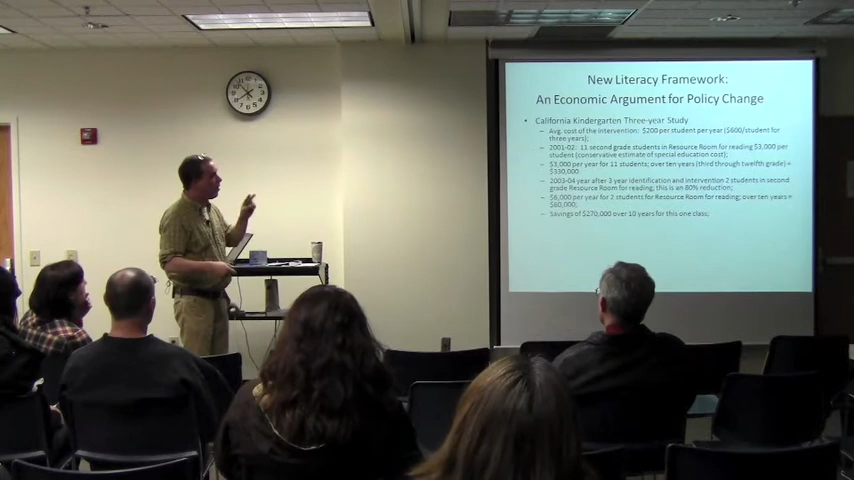 New Literacy Framework:
An Economic Argument for Policy Change
• California Kindergarten Three-year Study
– Avg. cost of the intervention: $200 per student per year ($600/student for
three years);
– 2001-02: 11 second grade students in Resource Room for reading $3,000 per
student (conservative estimate of special education cost);
– $3,000 per year for 11 students; over ten years (third through twelfth grade) =
$330,000
– 2003-04 year after 3 year identification and intervention 2 students in second
grade Resource Room for reading; this is an 80% reduction;
– $6,000 per year for 2 students for Resource Room for reading; over ten years =
$60,000;
– Savings of $270,000 over 10 years for this one class;